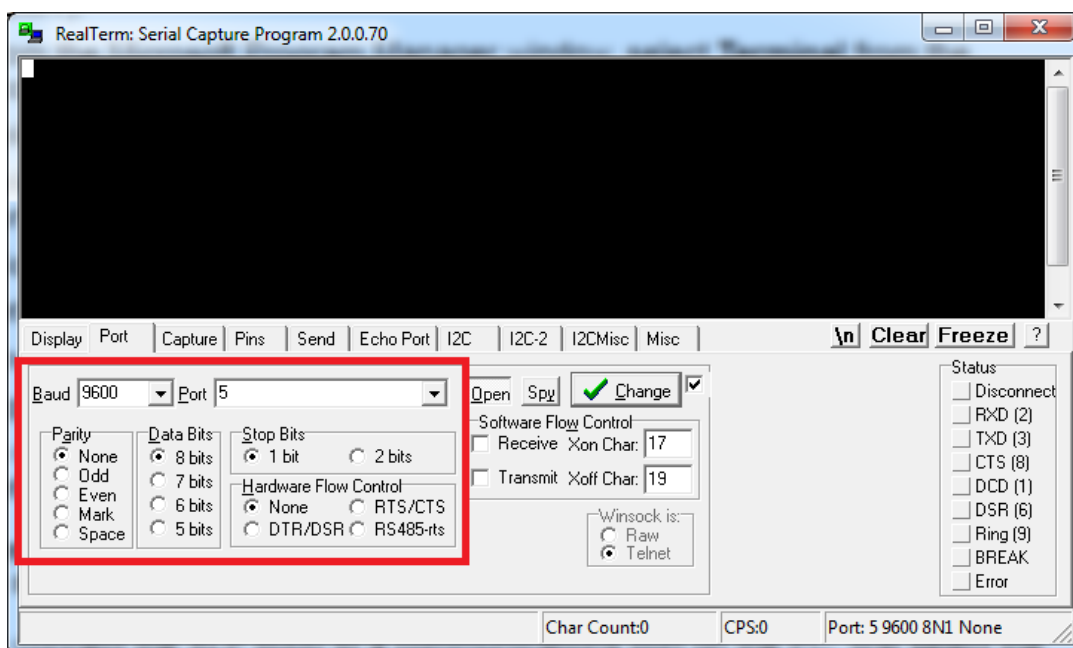 RealTerm: Serial Capture Program 2.0.0.70
Display Port Capture Pins Send Echo Port I2C I2C-2 I2CMisc Misc \n Clear Freeze ?
Baud 9600 Port 5 Open Spy Change
Status
Disconnect
RXD (2)
TXD (3)
CTS (8)
DCD (1)
DSR (6)
Ring (9)
BREAK
Error
Parity
None
Odd
Even
Mark
Space
Data Bits
8 bits
7 bits
6 bits
5 bits
Stop Bits
1 bit 2 bits
Hardware Flow Control
None RTS/CTS
DTR/DSR RS485-rts
Software Flow Control
Receive Xon Char: 17
Transmit Xoff Char: 19
Winsock is:
Raw
Telnet
Char Count:0 CPS:0 Port: 5 9600 8N1 None